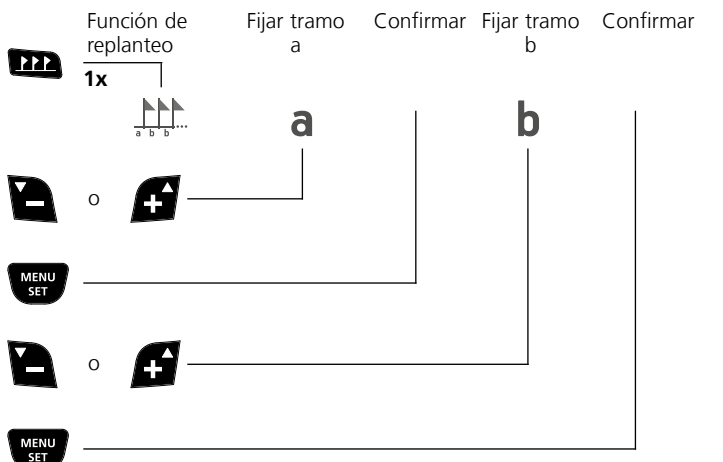 Función de replanteo
Fijar tramo a
Confirmar
Fijar tramo b
Confirmar
1x
a b b
a
b
− o +
MENU
SET
− o +
MENU
SET